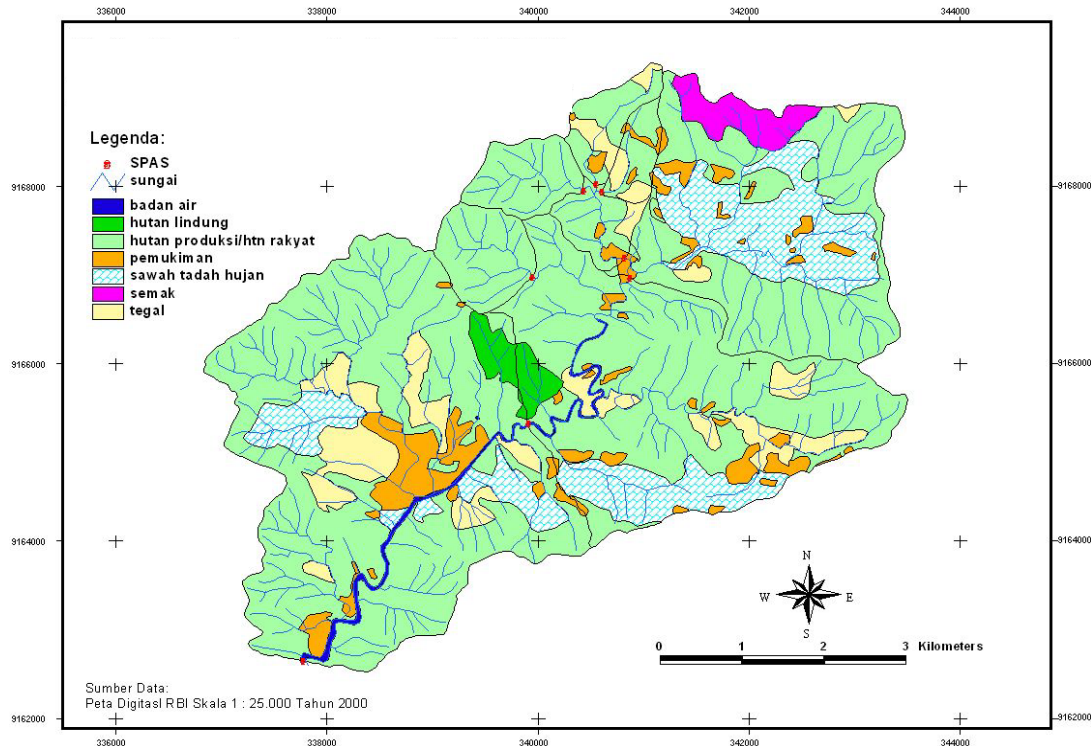 336000 338000 340000 342000 344000
Legenda:
SPAS
sungai
badan air
hutan lindung
hutan produksi/htn rakyat
pemukiman
sawah tadah hujan
semak
tegal
9168000 9168000
9166000 9166000
9164000 9164000
9162000 9162000
N
W E
S
0 1 2 3 Kilometers
Sumber Data:
Peta Digitasl RBI Skala 1 : 25.000 Tahun 2000
336000 338000 340000 342000 344000